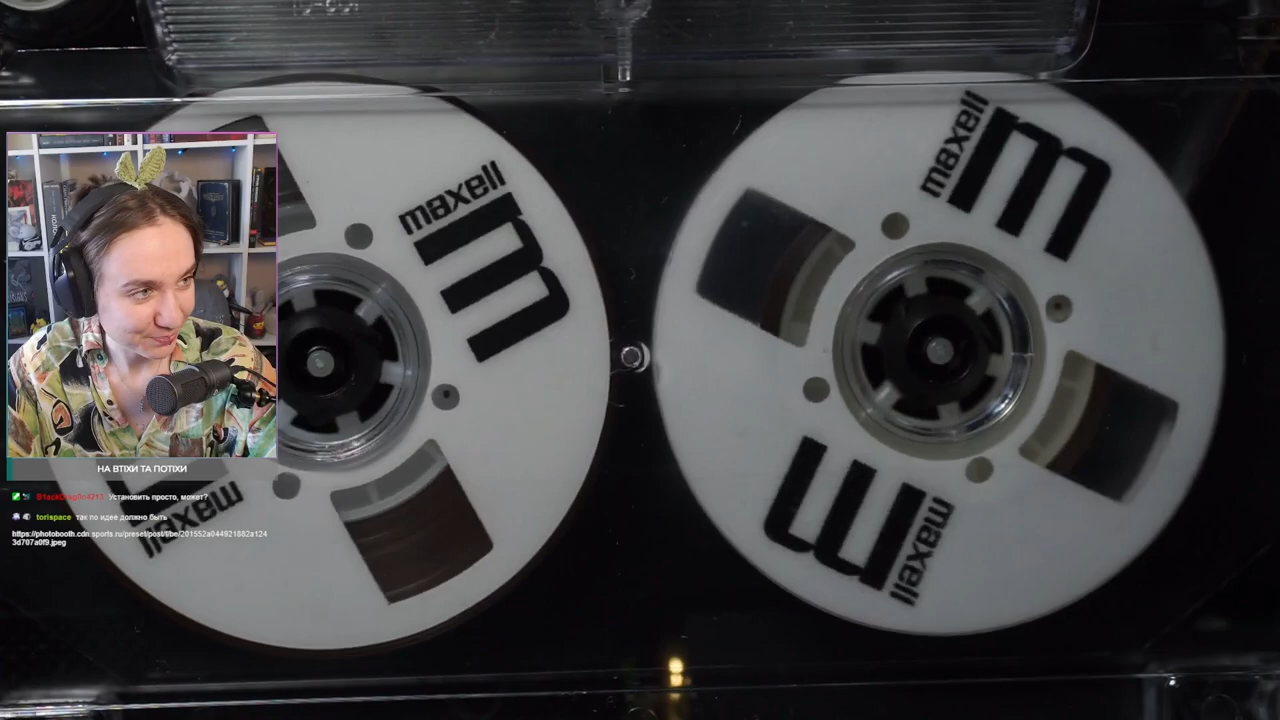 maxell
m
maxell
m
maxell
m
maxell
НА ВТІХИ ТА ПОТІХИ
Установить просто, может?
torispace так по идее должно быть
https://photobooth.cdn.sports.ru/preset/post/f/be/201552a044921882a124
3d707a0f9.jpeg